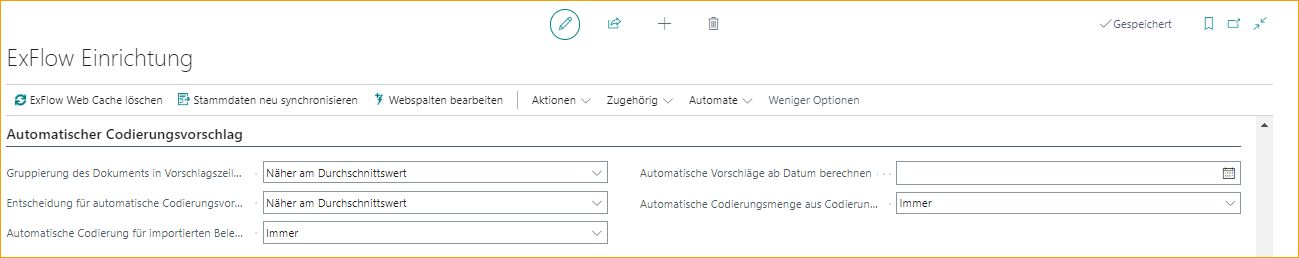 Gespeichert
ExFlow Einrichtung
ExFlow Web Cache löschen Stammdaten neu synchronisieren Webspalten bearbeiten Aktionen Zugehörig Automate Weniger Optionen
Automatischer Codierungsvorschlag
Gruppierung des Dokuments in Vorschlagszeil... Näher am Durchschnittswert
Automatische Vorschläge ab Datum berechnen
Entscheidung für automatische Codierungsvor... Näher am Durchschnittswert
Automatische Codierungsmenge aus Codierun... Immer
Automatische Codierung für importierten Bele... Immer